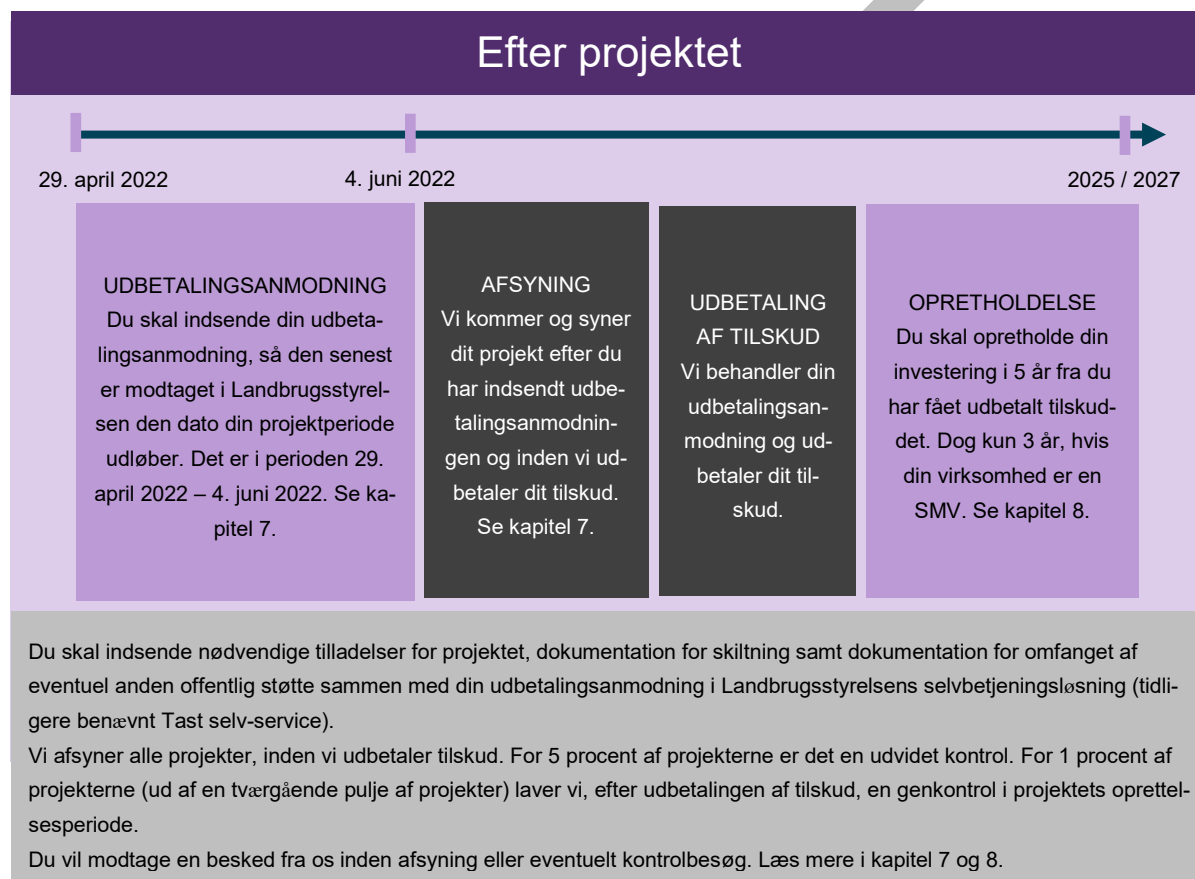 Efter projektet
29. april 2022
4. juni 2022
2025 / 2027
UDBETALINGSANMODNING
Du skal indsende din udbeta-
lingsanmodning, så den senest
er modtaget i Landbrugsstyrel-
sen den dato din projektperiode
udløber. Det er i perioden 29.
april 2022 – 4. juni 2022. Se ka-
pitel 7.
AFSYNING
Vi kommer og syner
dit projekt efter du
har indsendt udbe-
talingsanmodnin-
gen og inden vi ud-
betaler dit tilskud.
Se kapitel 7.
UDBETALING
AF TILSKUD
Vi behandler din
udbetalingsan-
modning og ud-
betaler dit til-
skud.
OPRETHOLDELSE
Du skal opretholde din
investering i 5 år fra du
har fået udbetalt tilskud-
det. Dog kun 3 år, hvis
din virksomhed er en
SMV. Se kapitel 8.
Du skal indsende nødvendige tilladelser for projektet, dokumentation for skiltning samt dokumentation for omfanget af
eventuel anden offentlig støtte sammen med din udbetalingsanmodning i Landbrugsstyrelsens selvbetjeningsløsning (tidli-
gere benævnt Tast selv-service).
Vi afsyner alle projekter, inden vi udbetaler tilskud. For 5 procent af projekterne er det en udvidet kontrol. For 1 procent af
projekterne (ud af en tværgående pulje af projekter) laver vi, efter udbetalingen af tilskud, en genkontrol i projektets oprettel-
sesperiode.
Du vil modtage en besked fra os inden afsyning eller eventuelt kontrolbesøg. Læs mere i kapitel 7 og 8.